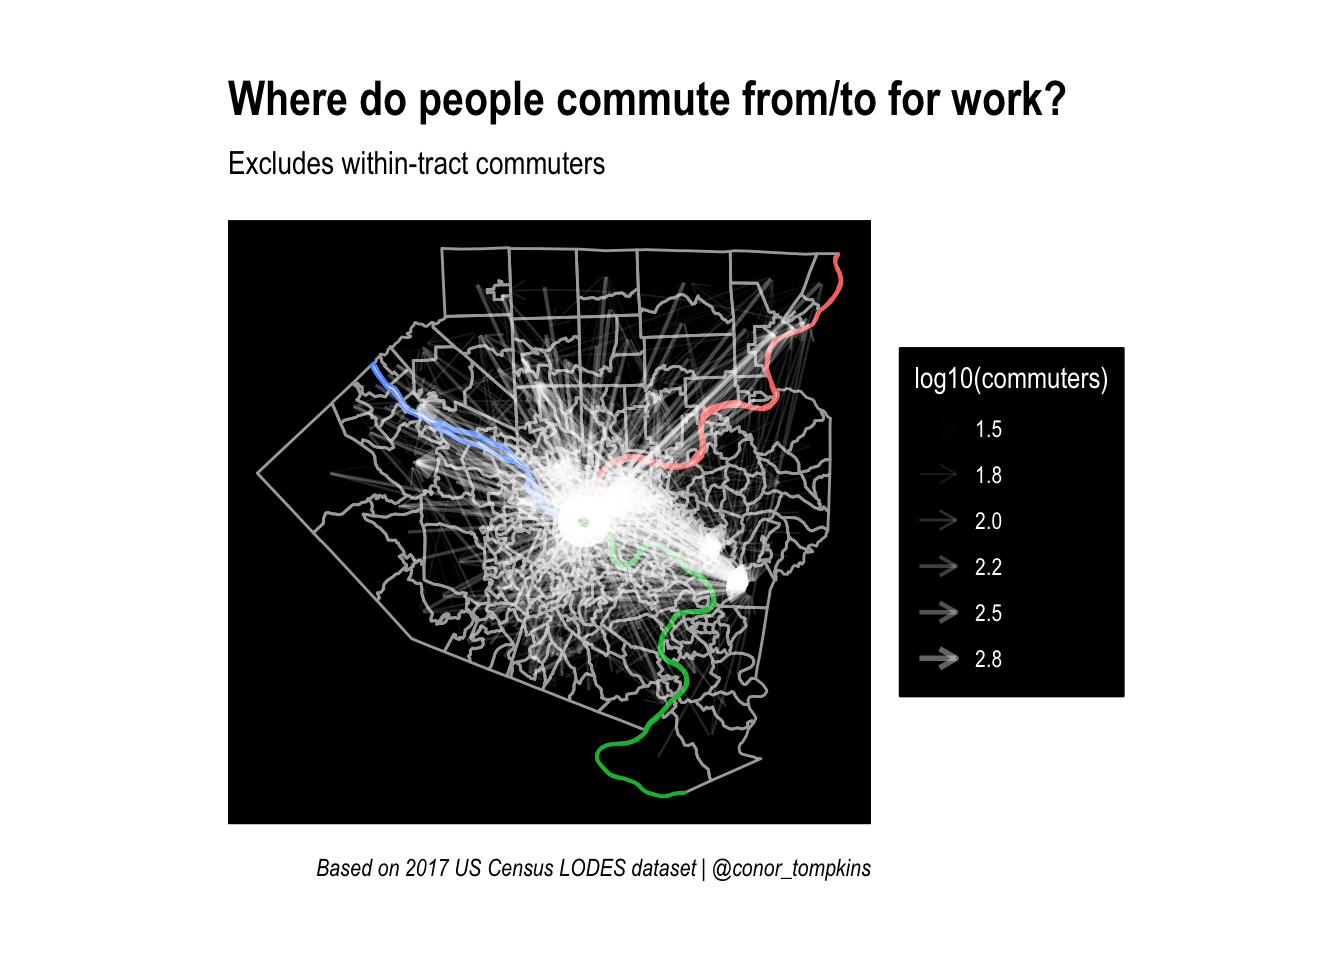 Where do people commute from/to for work?
Excludes within-tract commuters
log10(commuters)
1.5
1.8
2.0
2.2
2.5
2.8
Based on 2017 US Census LODES dataset | @conor_tompkins